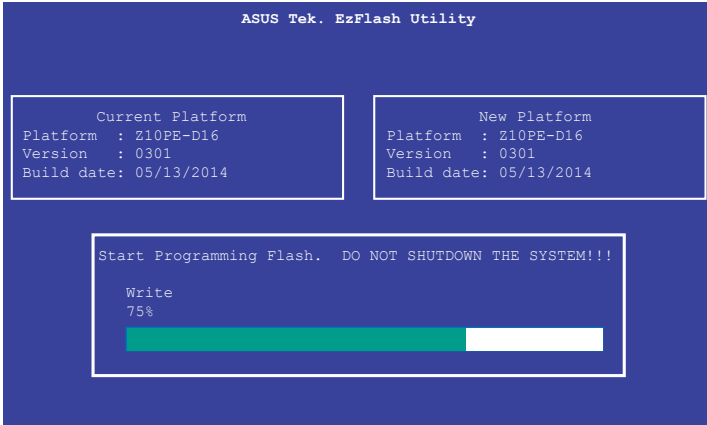 ASUS Tek. EzFlash Utility
Current Platform
Platform : Z10PE-D16
Version : 0301
Build date: 05/13/2014
New Platform
Platform : Z10PE-D16
Version : 0301
Build date: 05/13/2014
Start Programming Flash. DO NOT SHUTDOWN THE SYSTEM!!!
Write
75%